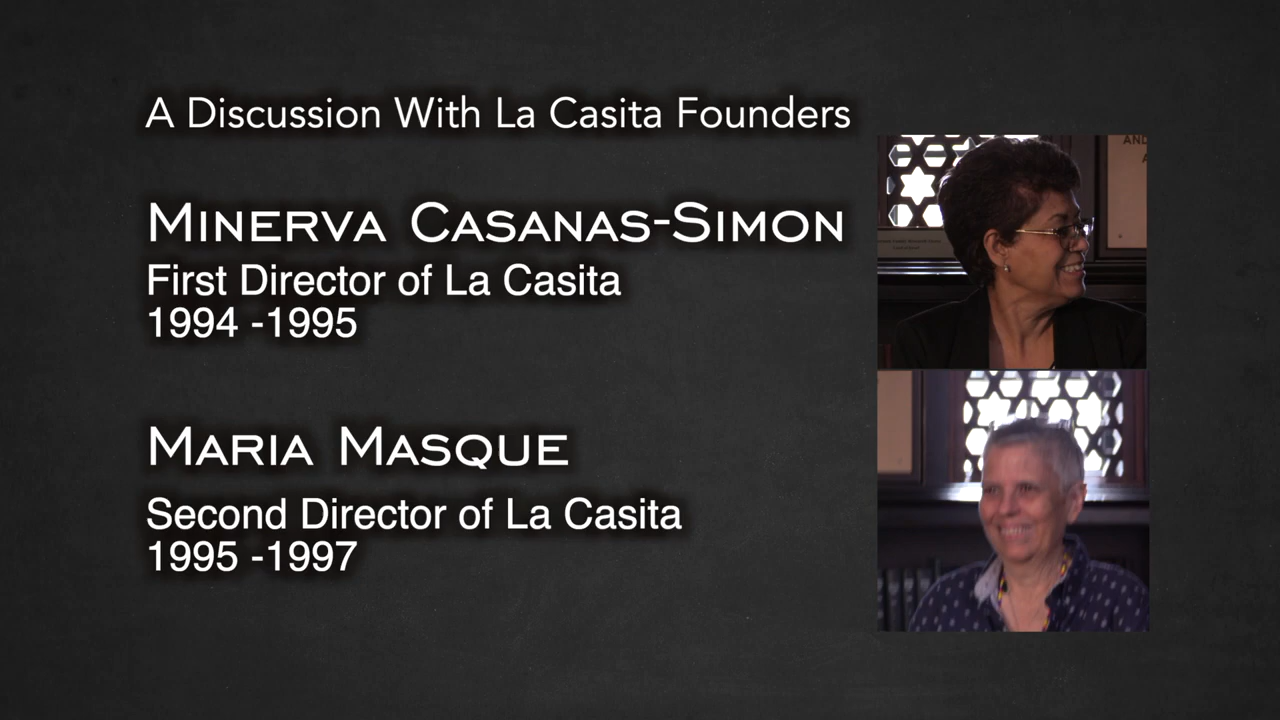 A Discussion With La Casita Founders
MINERVA CASANAS-SIMON
First Director of La Casita
1994 -1995
MARIA MASQUE
Second Director of La Casita
1995 -1997
AND